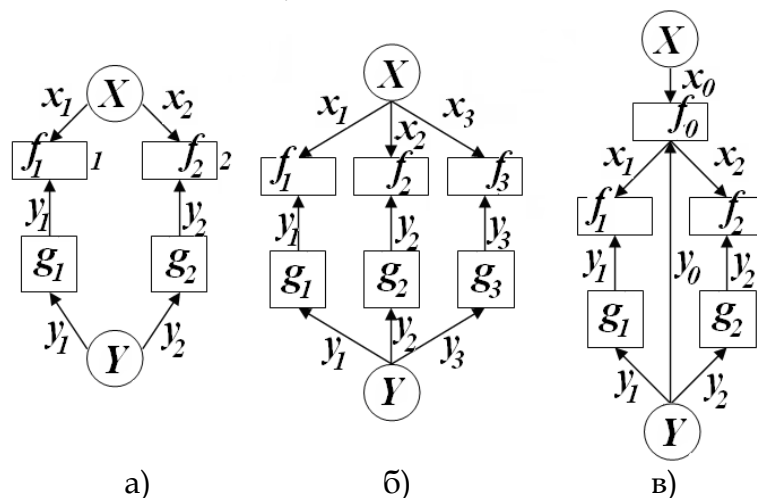 X
x₁ x₂
f₁ 1 f₂ 2
y₁ y₂
g₁ g₂
y₁ y₂
Y
а)
X
x₁ x₂ x₃
f₁ f₂ f₃
y₁ y₂ y₃
g₁ g₂ g₃
y₁ y₂ y₃
Y
б)
X
x₀
f₀
x₁ x₂
f₁ f₂
y₁ y₀ y₂
g₁ g₂
y₁ y₂
Y
в)